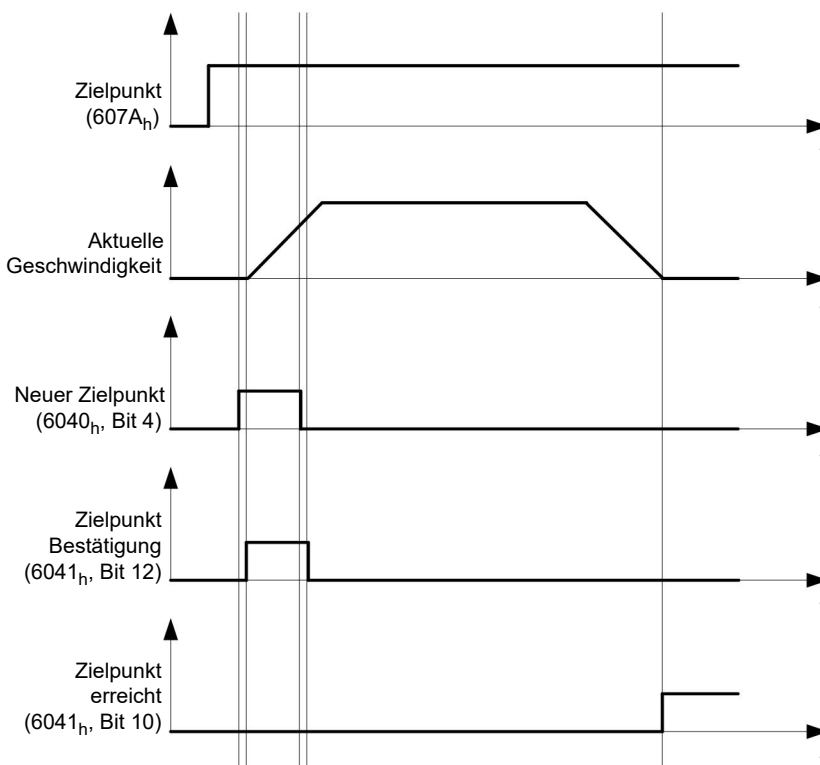 Zielpunkt
(607Ah)
Aktuelle
Geschwindigkeit
Neuer Zielpunkt
(6040h, Bit 4)
Zielpunkt
Bestätigung
(6041h, Bit 12)
Zielpunkt
erreicht
(6041h, Bit 10)